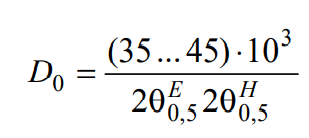 D₀ = (35 ... 45) · 10³ / 2θ^E_0,5 2θ^H_0,5